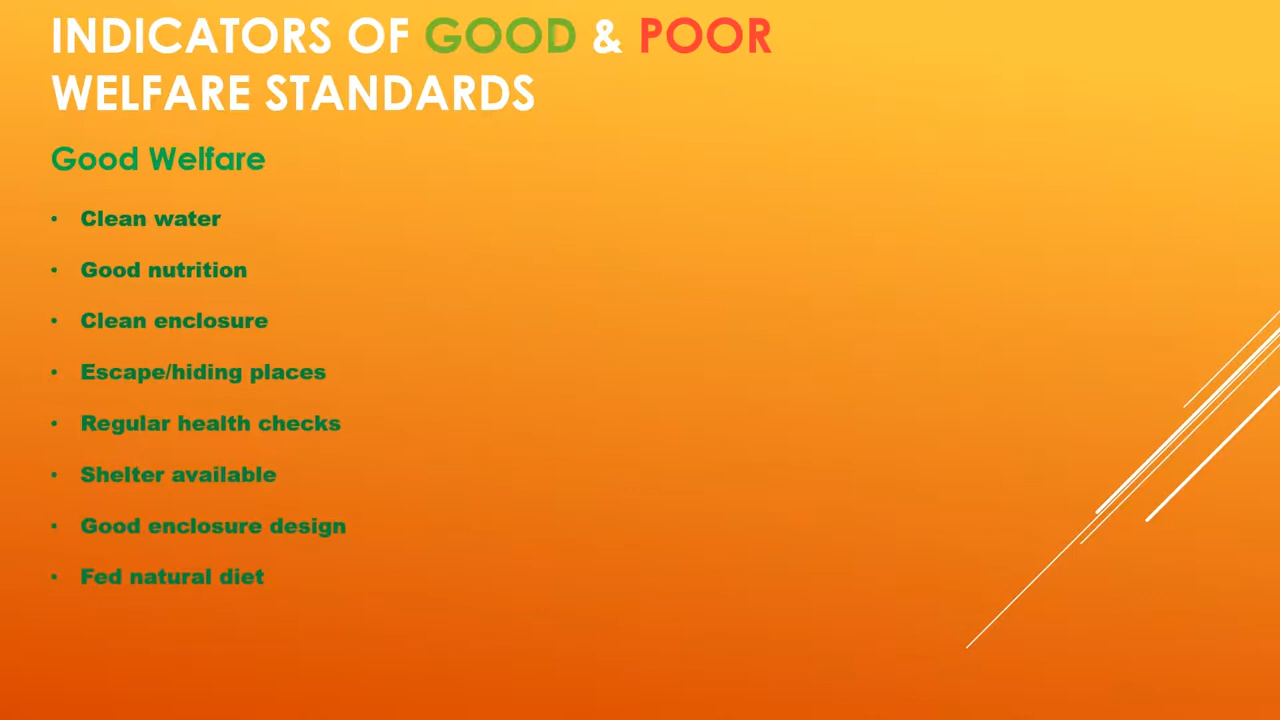 INDICATORS OF GOOD & POOR
WELFARE STANDARDS
Good Welfare
• Clean water
• Good nutrition
• Clean enclosure
• Escape/hiding places
• Regular health checks
• Shelter available
• Good enclosure design
• Fed natural diet